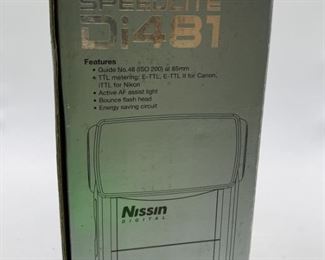 SPEEDLITE
Di481
Features
• Guide No.48 (ISO 200) at 85mm
• TTL metering: E-TTL, E-TTL II for Canon,
iTTL for Nikon
• Active AF assist light
• Bounce flash head
• Energy saving circuit
Nissin
DIGITAL